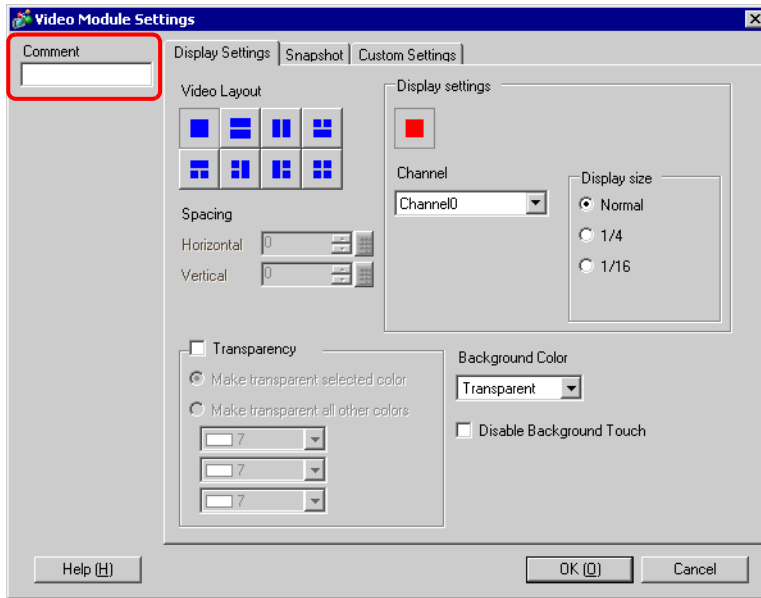 Video Module Settings
Comment
Display Settings
Snapshot
Custom Settings
Video Layout
Display settings
Channel
Channel0
Display size
Normal
1/4
1/16
Spacing
Horizontal 0
Vertical 0
Transparency
Make transparent selected color
Make transparent all other colors
7
7
7
Background Color
Transparent
Disable Background Touch
Help (H)
OK (O)
Cancel